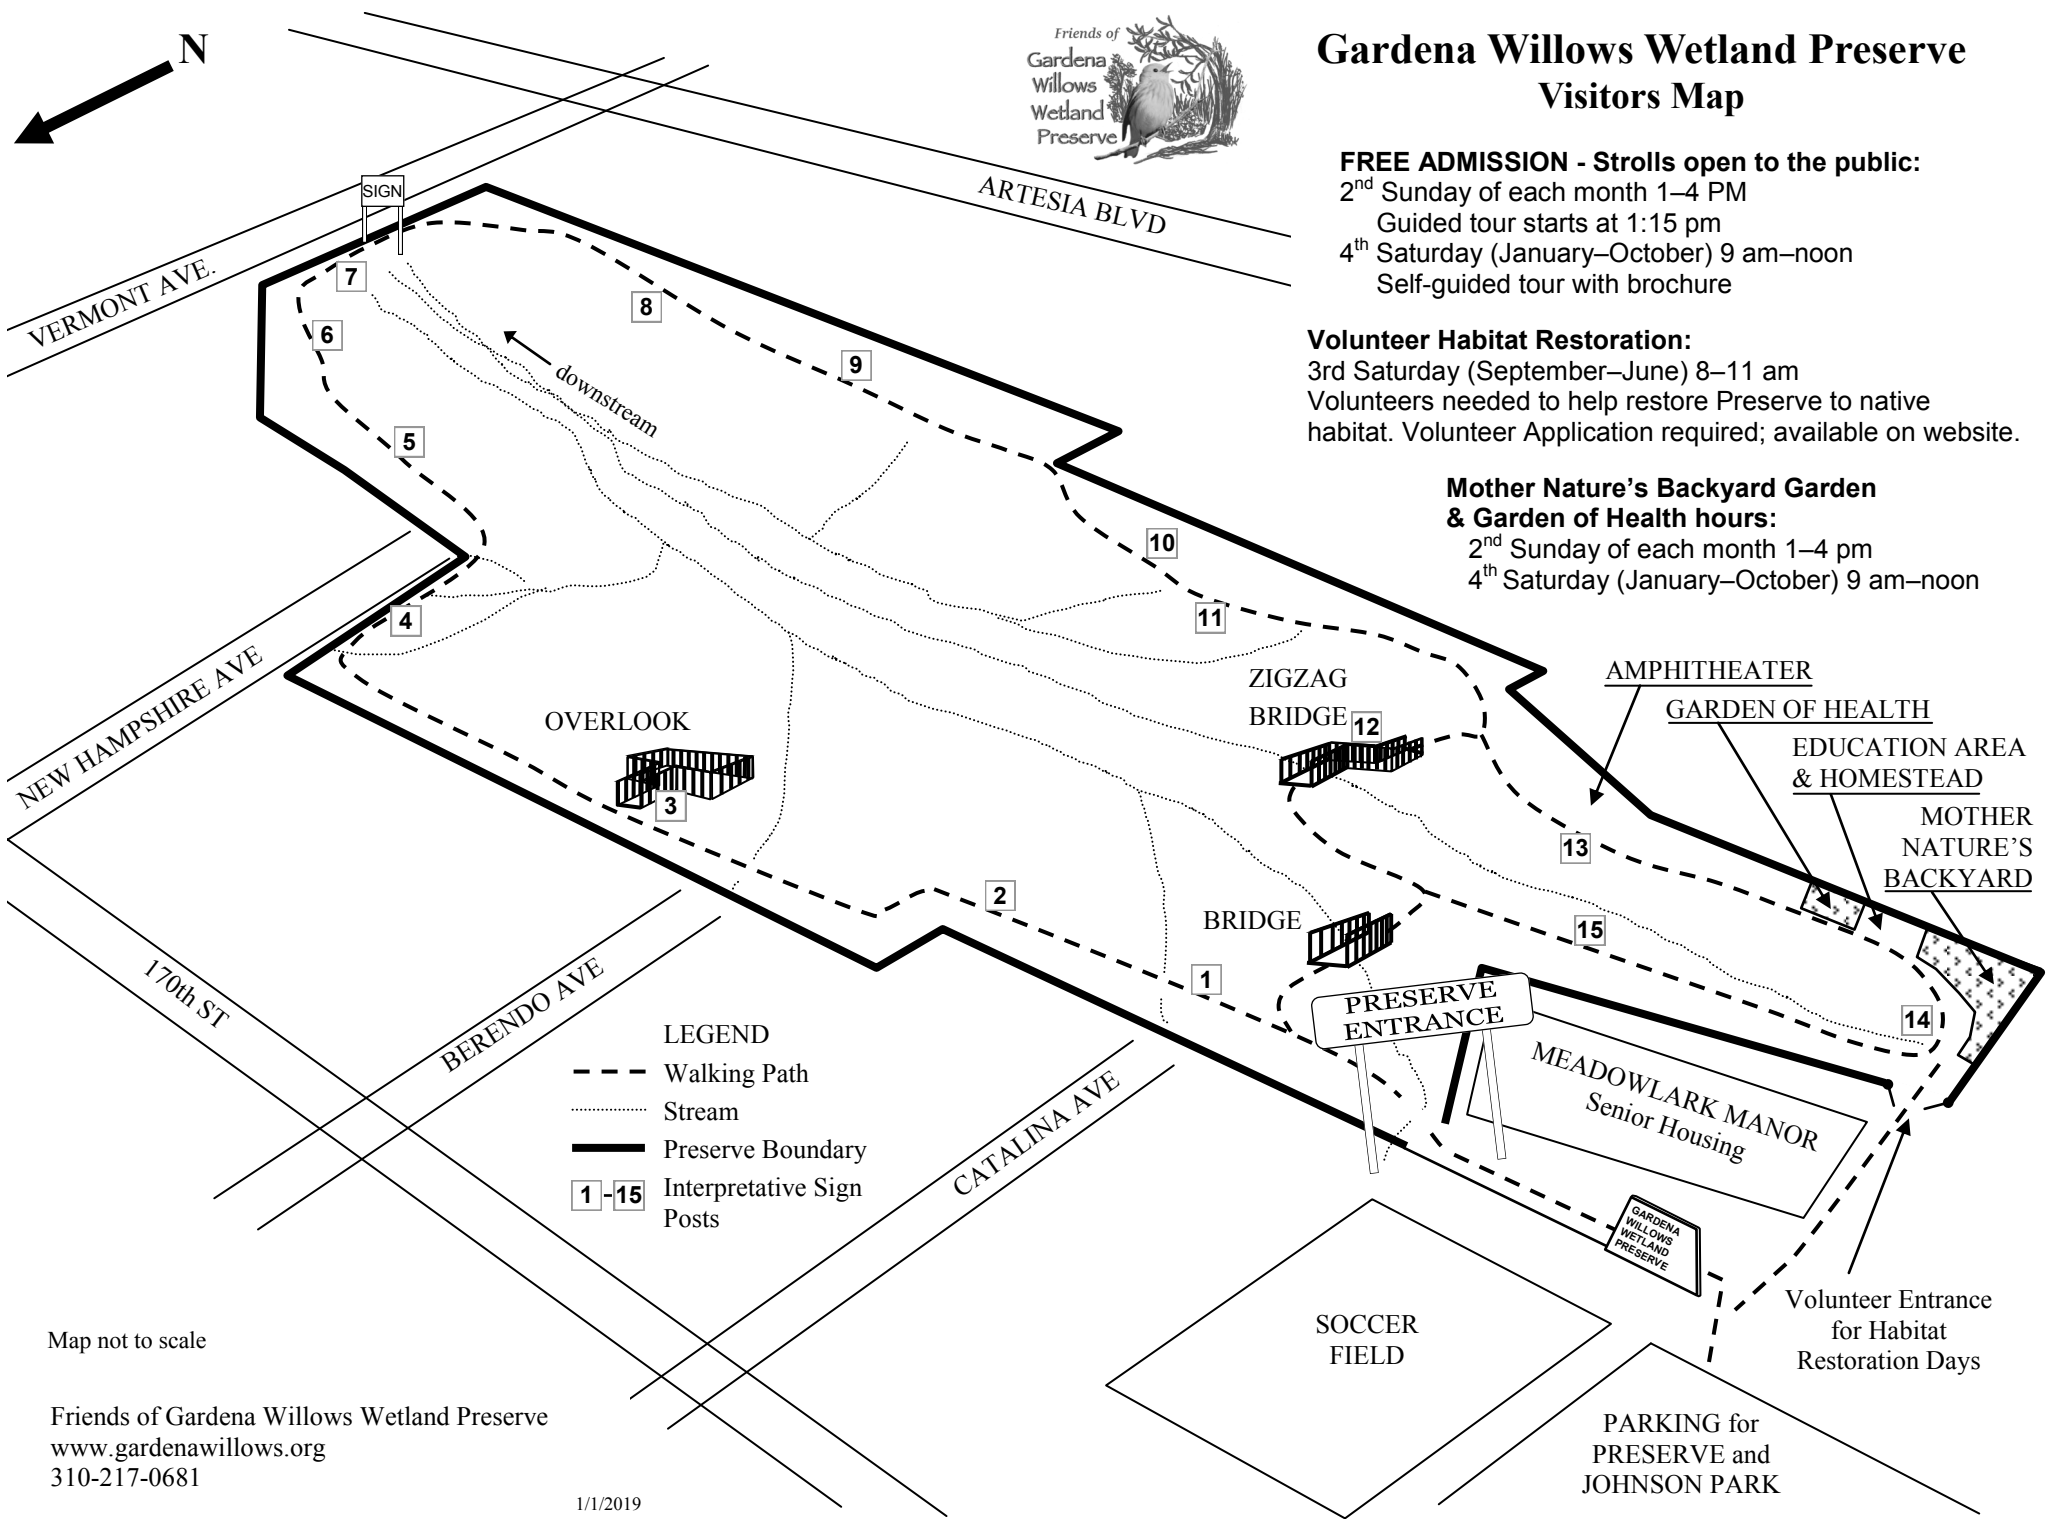 N
Friends of
Gardena
Willows
Wetland
Preserve
Gardena Willows Wetland Preserve
Visitors Map
FREE ADMISSION - Strolls open to the public:
2nd Sunday of each month 1–4 PM
Guided tour starts at 1:15 pm
4th Saturday (January–October) 9 am–noon
Self-guided tour with brochure
Volunteer Habitat Restoration:
3rd Saturday (September–June) 8–11 am
Volunteers needed to help restore Preserve to native
habitat. Volunteer Application required; available on website.
Mother Nature’s Backyard Garden
& Garden of Health hours:
2nd Sunday of each month 1–4 pm
4th Saturday (January–October) 9 am–noon
ARTESIA BLVD
SIGN
VERMONT AVE.
7
8
6
9
downstream
5
10
11
4
NEW HAMPSHIRE AVE
OVERLOOK
3
ZIGZAG
BRIDGE
12
AMPHITHEATER
GARDEN OF HEALTH
EDUCATION AREA
& HOMESTEAD
MOTHER
NATURE’S
BACKYARD
13
2
BRIDGE
15
1
14
170th ST
BERENDO AVE
CATALINA AVE
PRESERVE
ENTRANCE
MEADOWLARK MANOR
Senior Housing
LEGEND
Walking Path
Stream
Preserve Boundary
1-15 Interpretative Sign
Posts
GARDENA
WILLOWS
WETLAND
PRESERVE
SOCCER
FIELD
Volunteer Entrance
for Habitat
Restoration Days
PARKING for
PRESERVE and
JOHNSON PARK
Map not to scale
Friends of Gardena Willows Wetland Preserve
www.gardenawillows.org
310-217-0681
1/1/2019